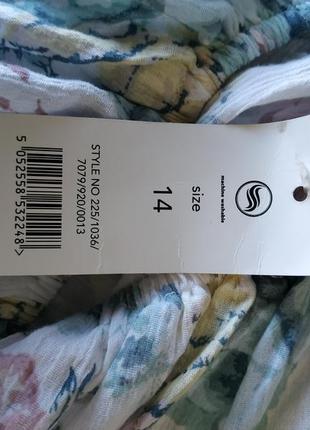 machine washable
size
14
STYLE NO 225/1036/
7079/920/0013
5 052558 532248 >